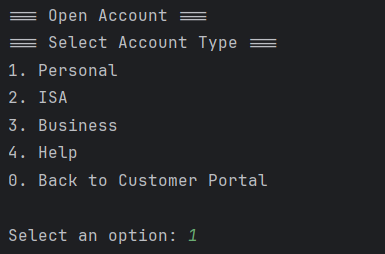 === Open Account ===
=== Select Account Type ===
1. Personal
2. ISA
3. Business
4. Help
0. Back to Customer Portal
Select an option: 1